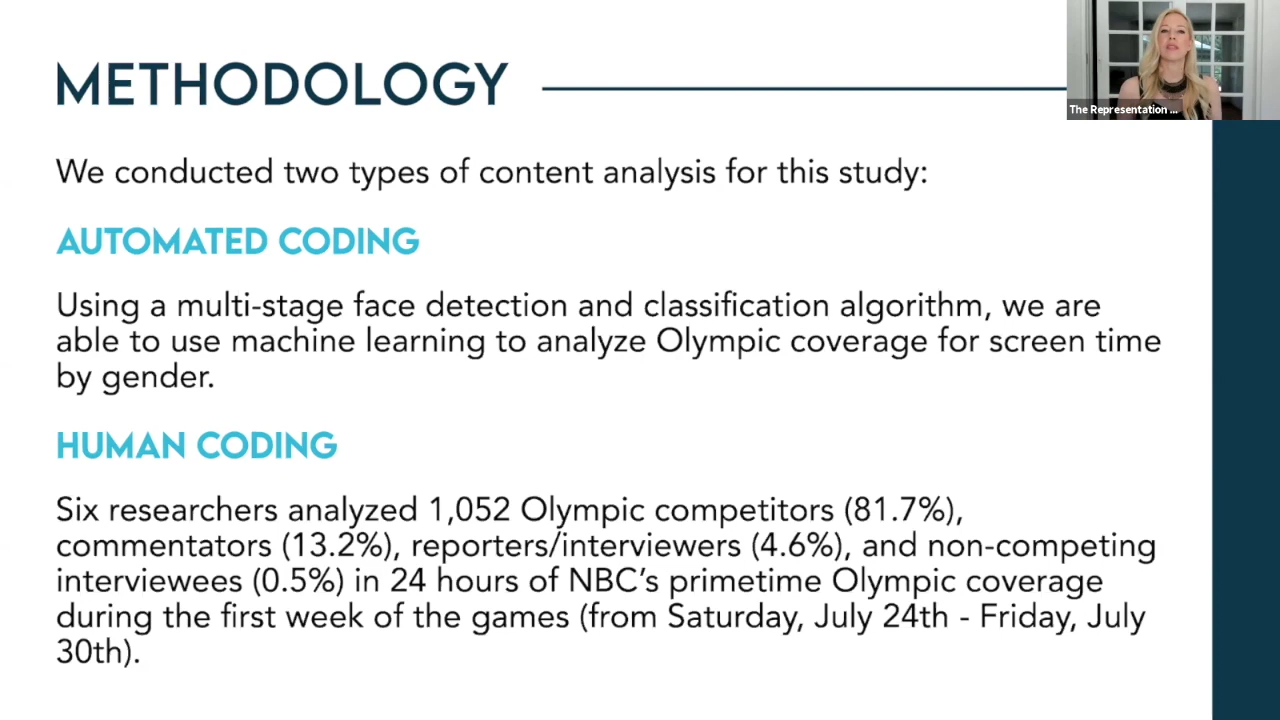 METHODOLOGY
The Representation ...
We conducted two types of content analysis for this study:
AUTOMATED CODING
Using a multi-stage face detection and classification algorithm, we are
able to use machine learning to analyze Olympic coverage for screen time
by gender.
HUMAN CODING
Six researchers analyzed 1,052 Olympic competitors (81.7%),
commentators (13.2%), reporters/interviewers (4.6%), and non-competing
interviewees (0.5%) in 24 hours of NBC’s primetime Olympic coverage
during the first week of the games (from Saturday, July 24th - Friday, July
30th).